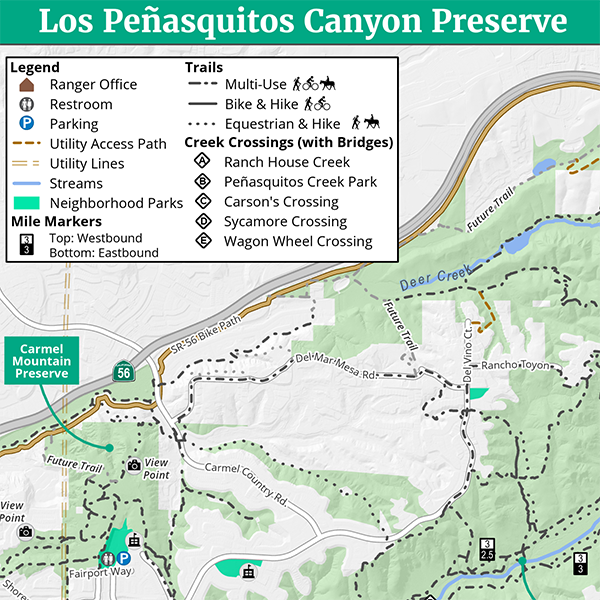 Los Peñasquitos Canyon Preserve
Legend
Ranger Office
Restroom
Parking
P
Utility Access Path
Utility Lines
Streams
Neighborhood Parks
Mile Markers
3
3
Top: Westbound
Bottom: Eastbound
Trails
Multi-Use
Bike & Hike
Equestrian & Hike
Creek Crossings (with Bridges)
A Ranch House Creek
B Peñasquitos Creek Park
C Carson's Crossing
D Sycamore Crossing
E Wagon Wheel Crossing
Future Trail
Deer Creek
SR-56 Bike Path
Future Trail
Del Vino Ct.
Carmel
Mountain
Preserve
56
Del Mar Mesa Rd.
Rancho Toyon
Future Trail
View
Point
Carmel Country Rd.
View
Point
3
2.5
3
3
P
Fairport Way
Shores